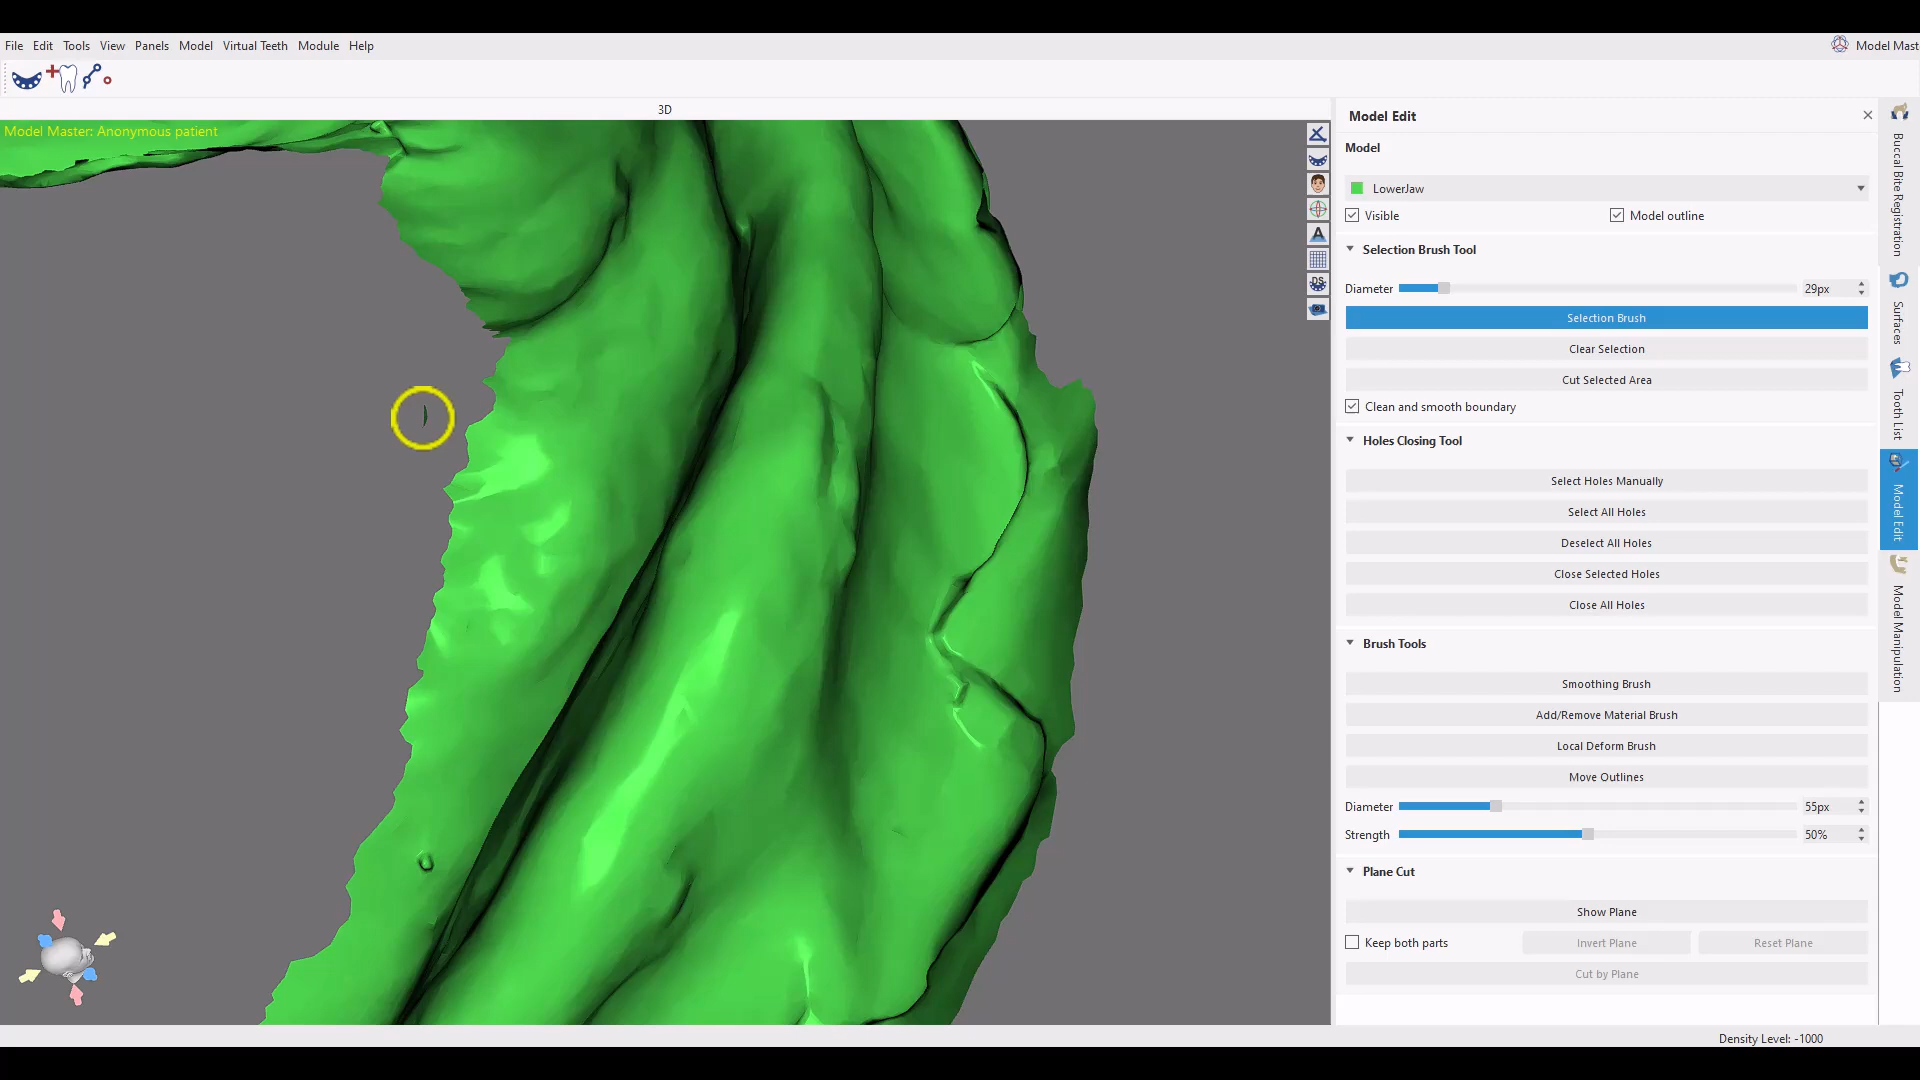 File Edit Tools View Panels Model Virtual Teeth Module Help
Model Mast
3D
Model Master: Anonymous patient
A
DS
Model Edit
Model
LowerJaw
Visible
Model outline
Selection Brush Tool
Diameter
29px
Selection Brush
Clear Selection
Cut Selected Area
Clean and smooth boundary
Holes Closing Tool
Select Holes Manually
Select All Holes
Deselect All Holes
Close Selected Holes
Close All Holes
Brush Tools
Smoothing Brush
Add/Remove Material Brush
Local Deform Brush
Move Outlines
Diameter
55px
Strength
50%
Plane Cut
Show Plane
Keep both parts
Invert Plane
Reset Plane
Cut by Plane
Buccal Bite Registration
Surfaces
Tooth List
Model Edit
Model Manipulation
Density Level: -1000